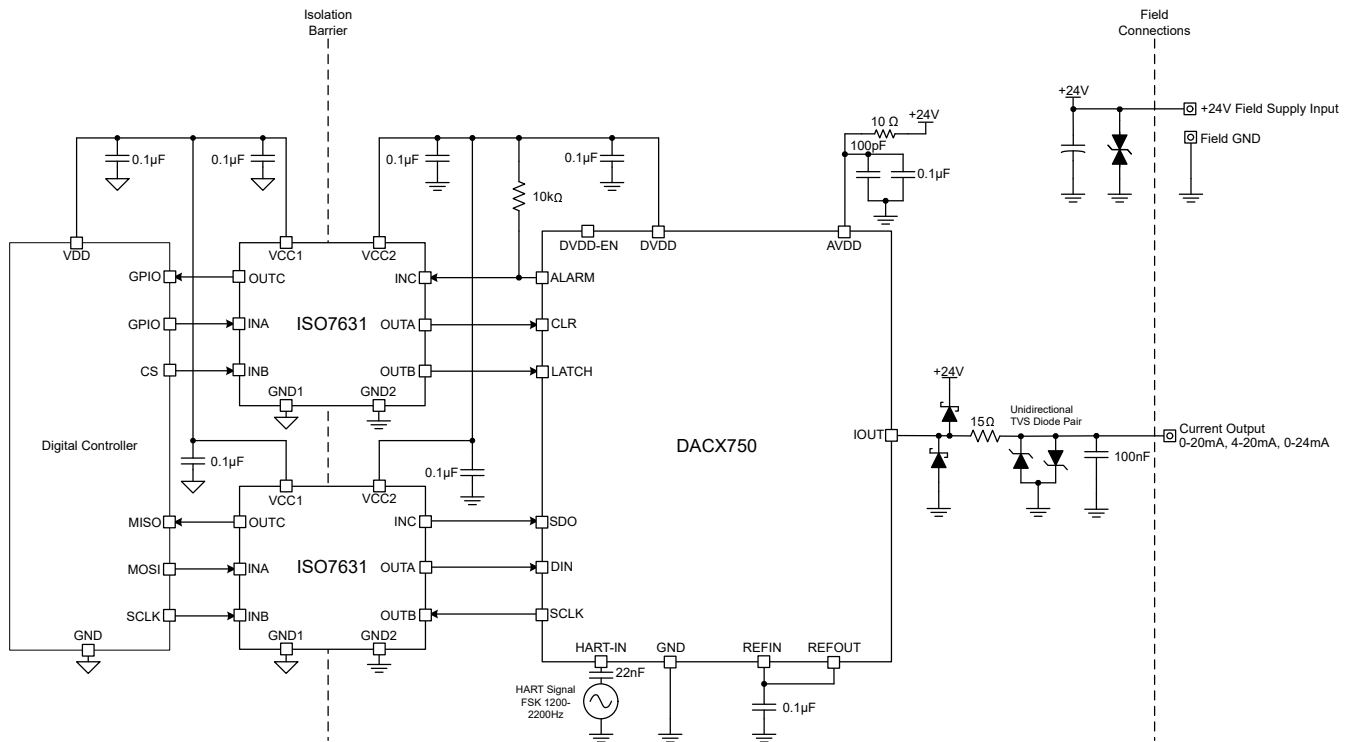 Isolation
Barrier
Field
Connections
+24V
+24V Field Supply Input
Field GND
10 Ω
+24V
100pF
0.1µF
0.1µF
0.1µF
0.1µF
0.1µF
10kΩ
VDD
VCC1
VCC2
DVDD-EN
DVDD
AVDD
GPIO
OUTC
INC
ALARM
GPIO
INA
ISO7631
OUTA
CLR
CS
INB
OUTB
LATCH
GND1
GND2
Digital Controller
0.1µF
0.1µF
DACX750
IOUT
+24V
15Ω
Unidirectional
TVS Diode Pair
100nF
Current Output
0-20mA, 4-20mA, 0-24mA
VCC1
VCC2
MISO
OUTC
INC
SDO
MOSI
INA
ISO7631
OUTA
DIN
SCLK
INB
OUTB
SCLK
GND
GND1
GND2
HART-IN
GND
REFIN
REFOUT
22nF
HART Signal
FSK 1200-
2200Hz
0.1µF